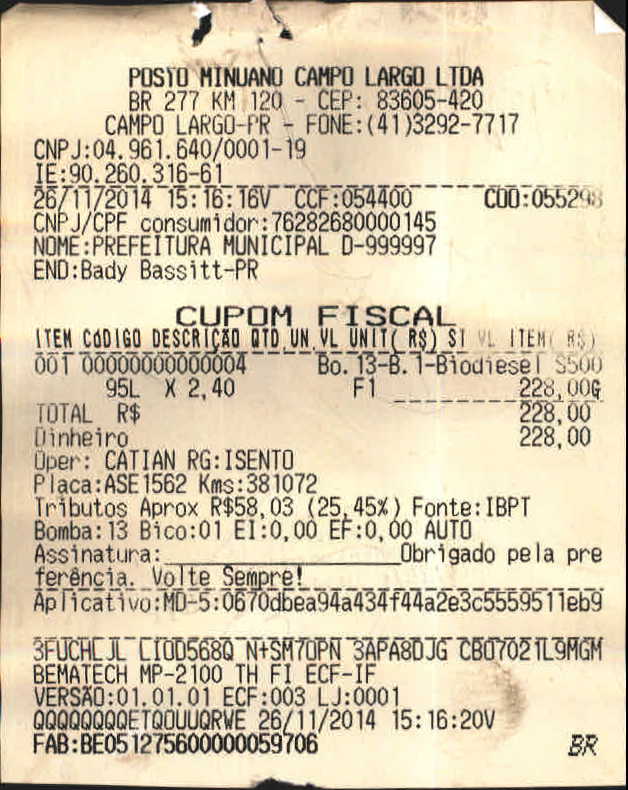 POSTO MINUANO CAMPO LARGO LTDA
BR 277 KM 120 - CEP: 83605-420
CAMPO LARGO-PR - FONE:(41)3292-7717
CNPJ:04.961.640/0001-19
IE:90.260.316-61
26/11/2014 15:16:16V CCF:054400 COO:055298
CNPJ/CPF consumidor:76282680000145
NOME:PREFEITURA MUNICIPAL D-999997
END:Bady Bassitt-PR
CUPOM FISCAL
ITEM CÓDIGO DESCRIÇÃO QTD.UN.VL UNIT( R$) ST VL ITEM( R$)
001 00000000000004 Bo.13-B.1-Biodiesel S500
95L X 2,40 F1 228,00G
TOTAL R$ 228,00
Dinheiro 228,00
Oper: CATIAN RG:ISENTO
Placa:ASE1562 Kms:381072
Tributos Aprox R$58,03 (25,45%) Fonte:IBPT
Bomba:13 Bico:01 EI:0,00 EF:0,00 AUTO
Assinatura:____________________Obrigado pela pre
ferência. Volte Sempre!
Aplicativo:MD-5:0670dbea94a434f44a2e3c5559511eb9
N+SM70PN 3APA8DJG
BEMATECH MP-2100 TH FI ECF-IF
VERSÃO:01.01.01 ECF:003 LJ:0001
QQQQQQQQETQOUUQRWE 26/11/2014 15:16:20V
FAB:BE051275600000059706 BR